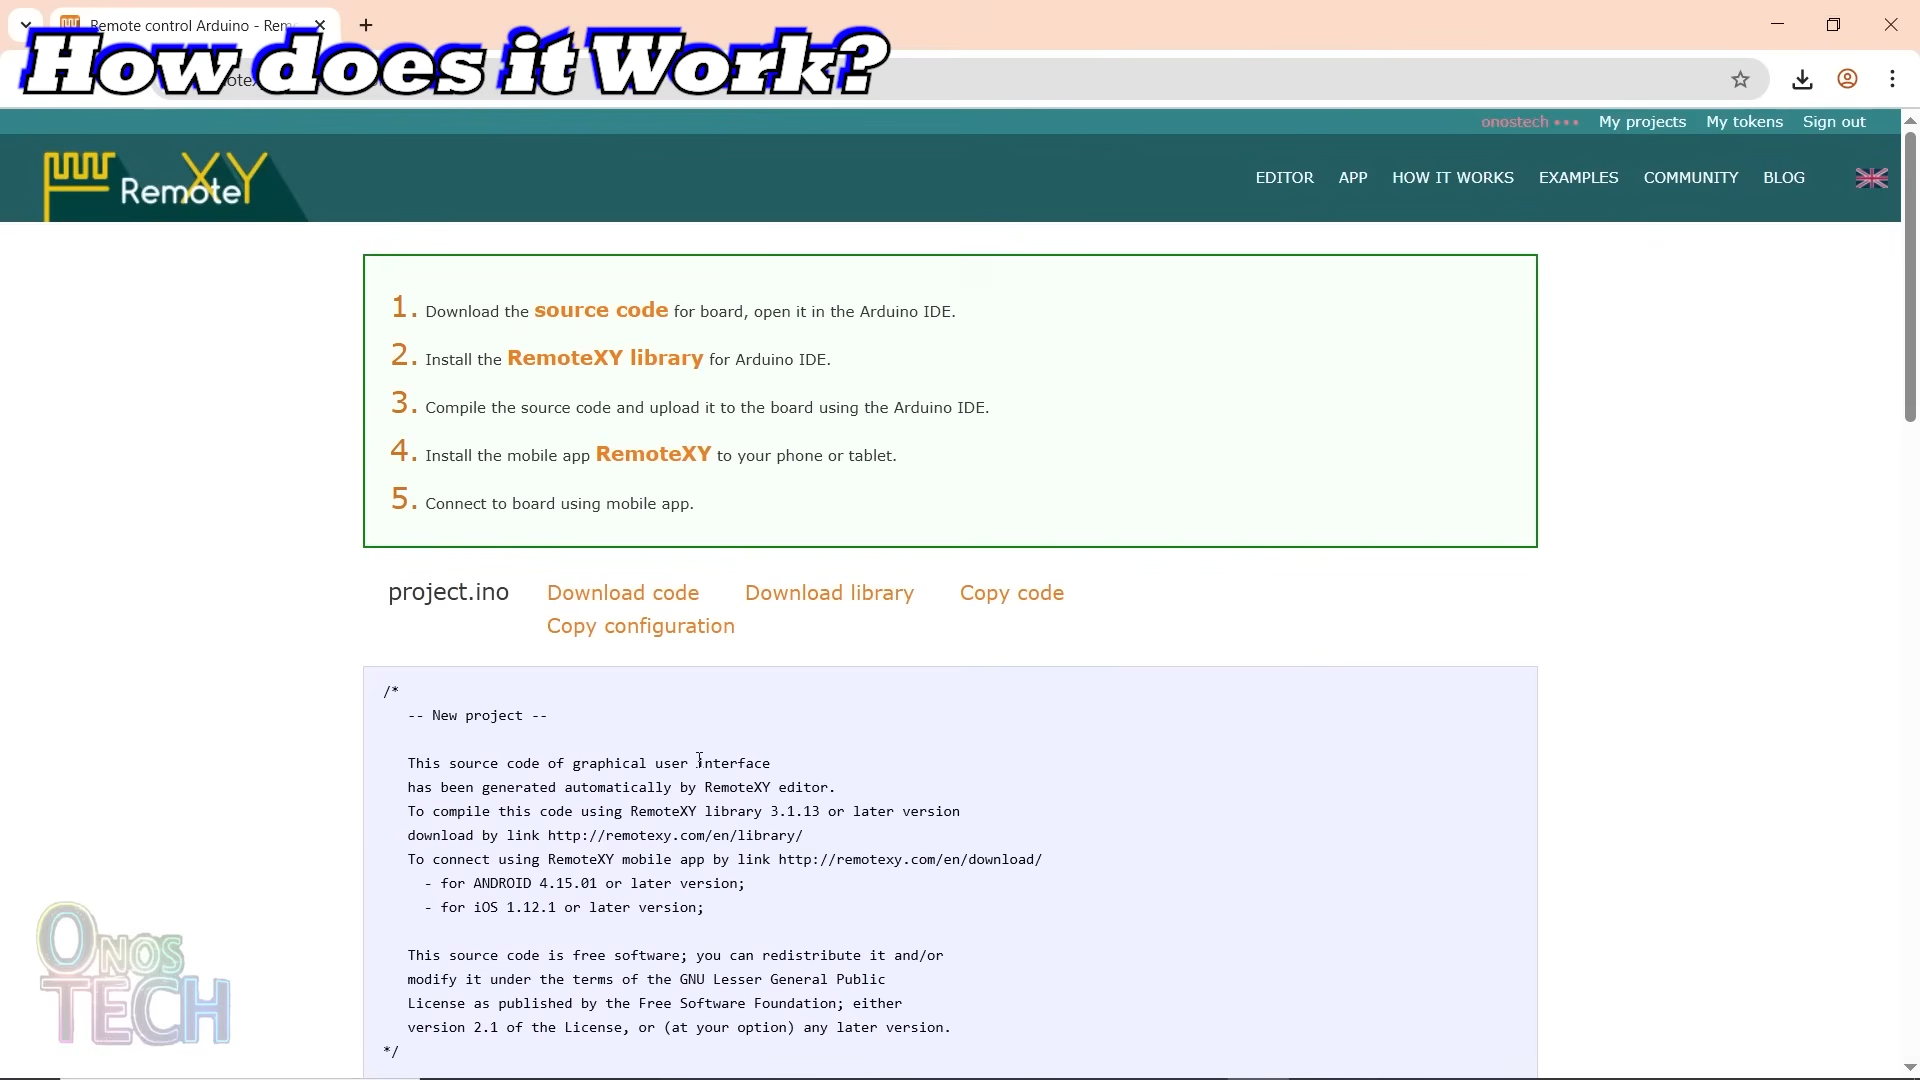 Remote control Arduino - Rem
How does it Work?
onostech •••
My projects
My tokens
Sign out
RemoteXY
EDITOR
APP
HOW IT WORKS
EXAMPLES
COMMUNITY
BLOG
1. Download the source code for board, open it in the Arduino IDE.
2. Install the RemoteXY library for Arduino IDE.
3. Compile the source code and upload it to the board using the Arduino IDE.
4. Install the mobile app RemoteXY to your phone or tablet.
5. Connect to board using mobile app.
project.ino
Download code
Download library
Copy code
Copy configuration
/*
-- New project --
This source code of graphical user interface
has been generated automatically by RemoteXY editor.
To compile this code using RemoteXY library 3.1.13 or later version
download by link http://remotexy.com/en/library/
To connect using RemoteXY mobile app by link http://remotexy.com/en/download/
- for ANDROID 4.15.01 or later version;
- for iOS 1.12.1 or later version;
This source code is free software; you can redistribute it and/or
modify it under the terms of the GNU Lesser General Public
License as published by the Free Software Foundation; either
version 2.1 of the License, or (at your option) any later version.
*/
ONOS
TECH